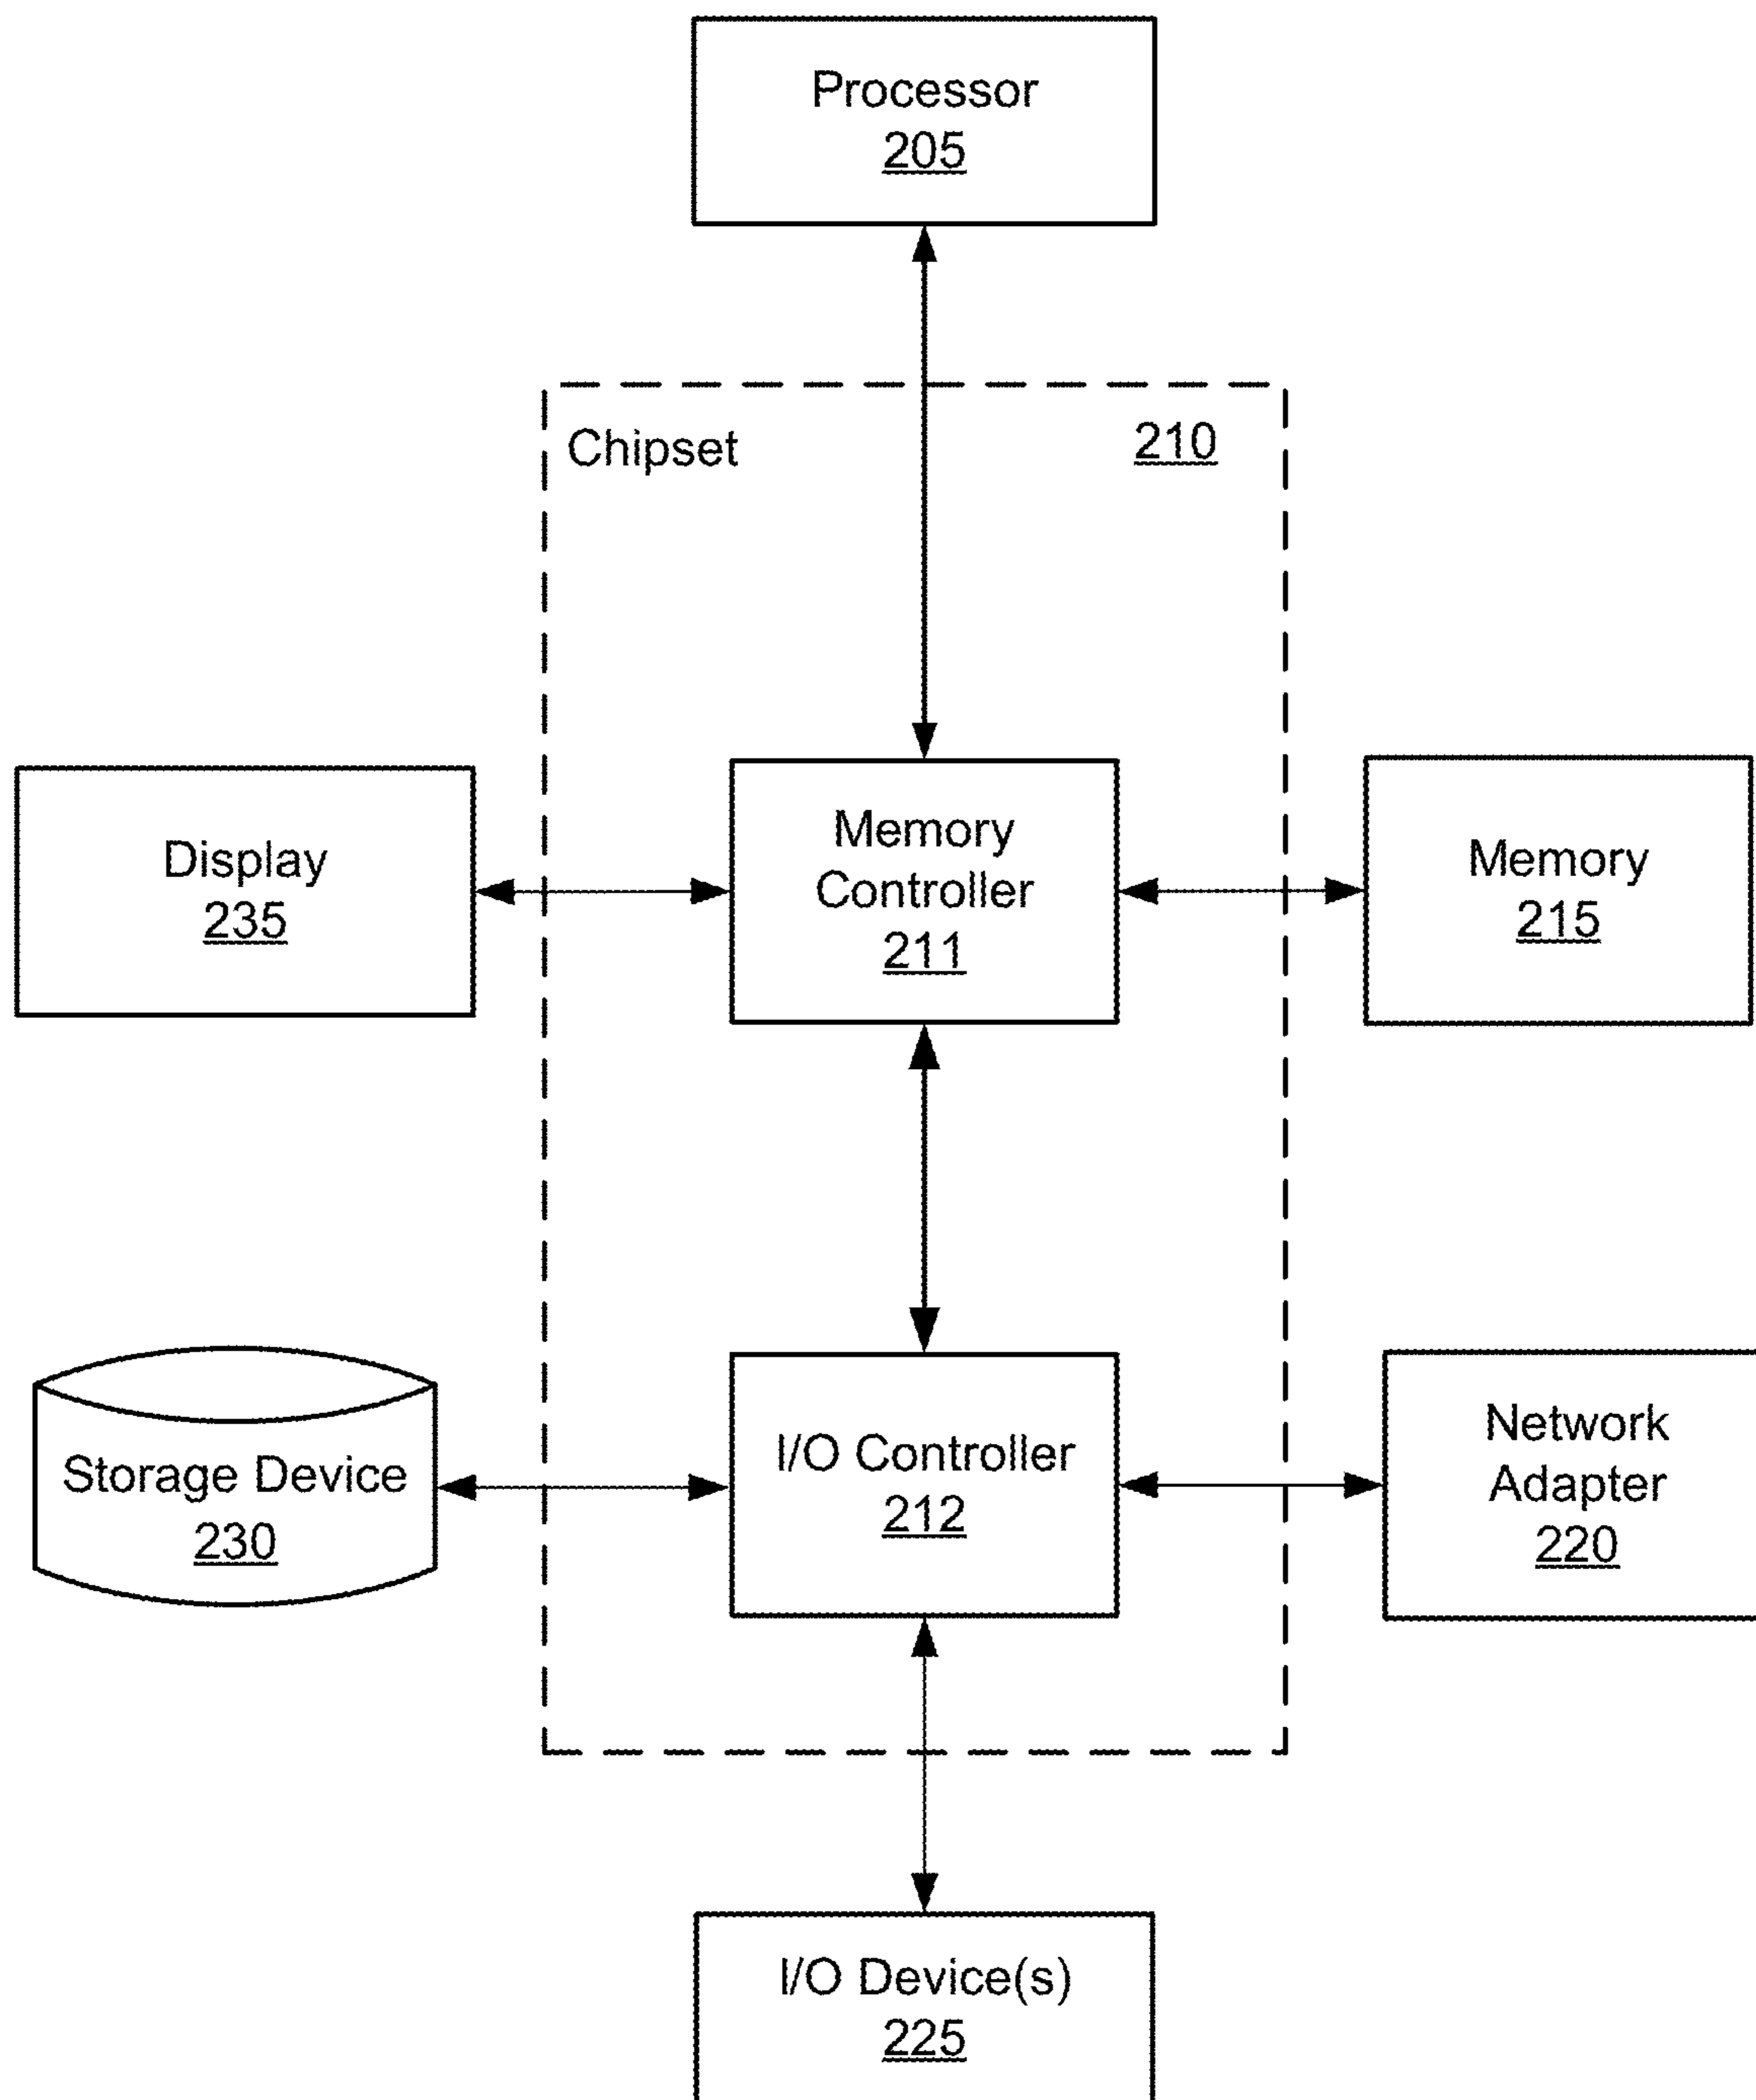 Processor
205
Chipset
210
Display
235
Memory
Controller
211
Memory
215
Storage Device
230
I/O Controller
212
Network
Adapter
220
I/O Device(s)
225